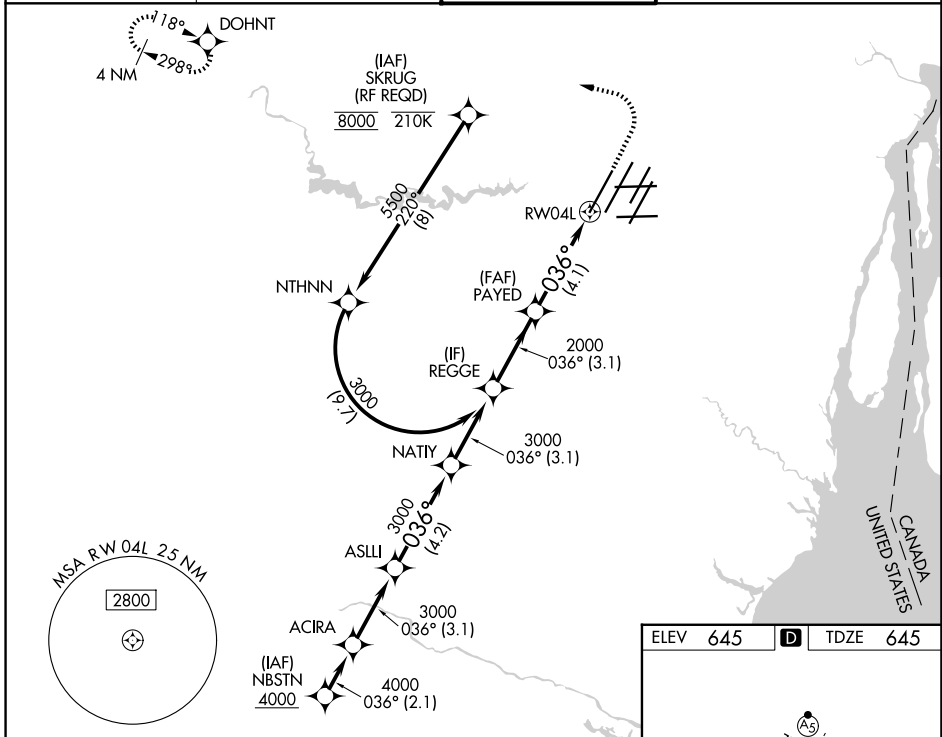 118°
DOHNT
298°
4 NM
(IAF)
SKRUG
(RF REQD)
8000 210K
5500
220°
(8)
RW04L
NTHNN
036°
(4.1)
(FAF)
PAYED
2000
036° (3.1)
(IF)
REGGE
3000
(9.7)
3000
036° (3.1)
NATIY
3000
036°
(4.2)
ASLLI
3000
036° (3.1)
ACIRA
(IAF)
NBSTN
4000
4000
036° (2.1)
MSA RW 04L 25 NM
2800
CANADA
UNITED STATES
ELEV 645 D TDZE 645
A5